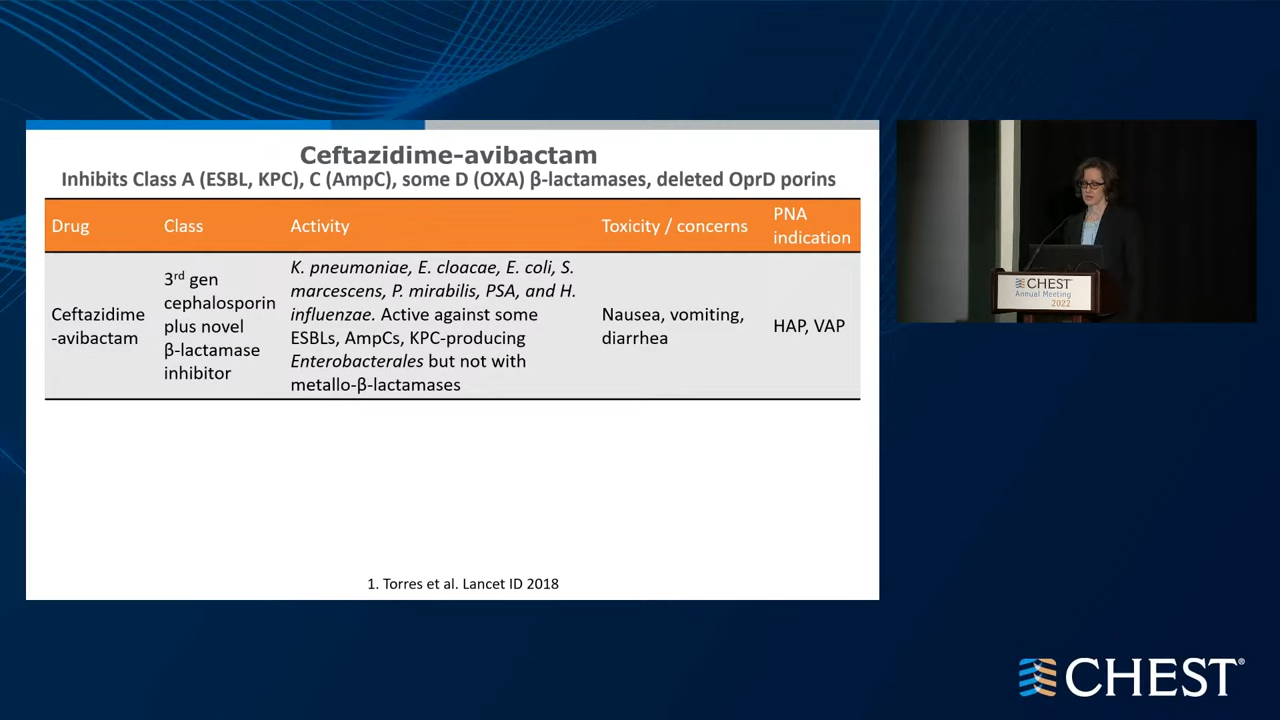 Ceftazidime-avibactam
Inhibits Class A (ESBL, KPC), C (AmpC), some D (OXA) β-lactamases, deleted OprD porins
Drug
Class
Activity
Toxicity / concerns
PNA
indication
Ceftazidime
-avibactam
3rd gen
cephalosporin
plus novel
β-lactamase
inhibitor
K. pneumoniae, E. cloacae, E. coli, S.
marcescens, P. mirabilis, PSA, and H.
influenzae. Active against some
ESBLs, AmpCs, KPC-producing
Enterobacterales but not with
metallo-β-lactamases
Nausea, vomiting,
diarrhea
HAP, VAP
1. Torres et al. Lancet ID 2018
CHEST
Annual Meeting
2022
CHEST®